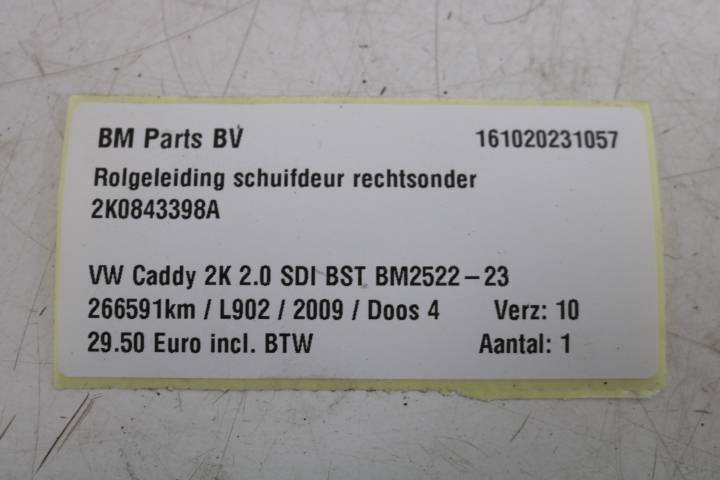 BM Parts BV 161020231057
Rolgeleiding schuifdeur rechtsonder
2K0843398A
VW Caddy 2K 2.0 SDI BST BM2522-23
266591km / L902 / 2009 / Doos 4 Verz: 10
29.50 Euro incl. BTW Aantal: 1